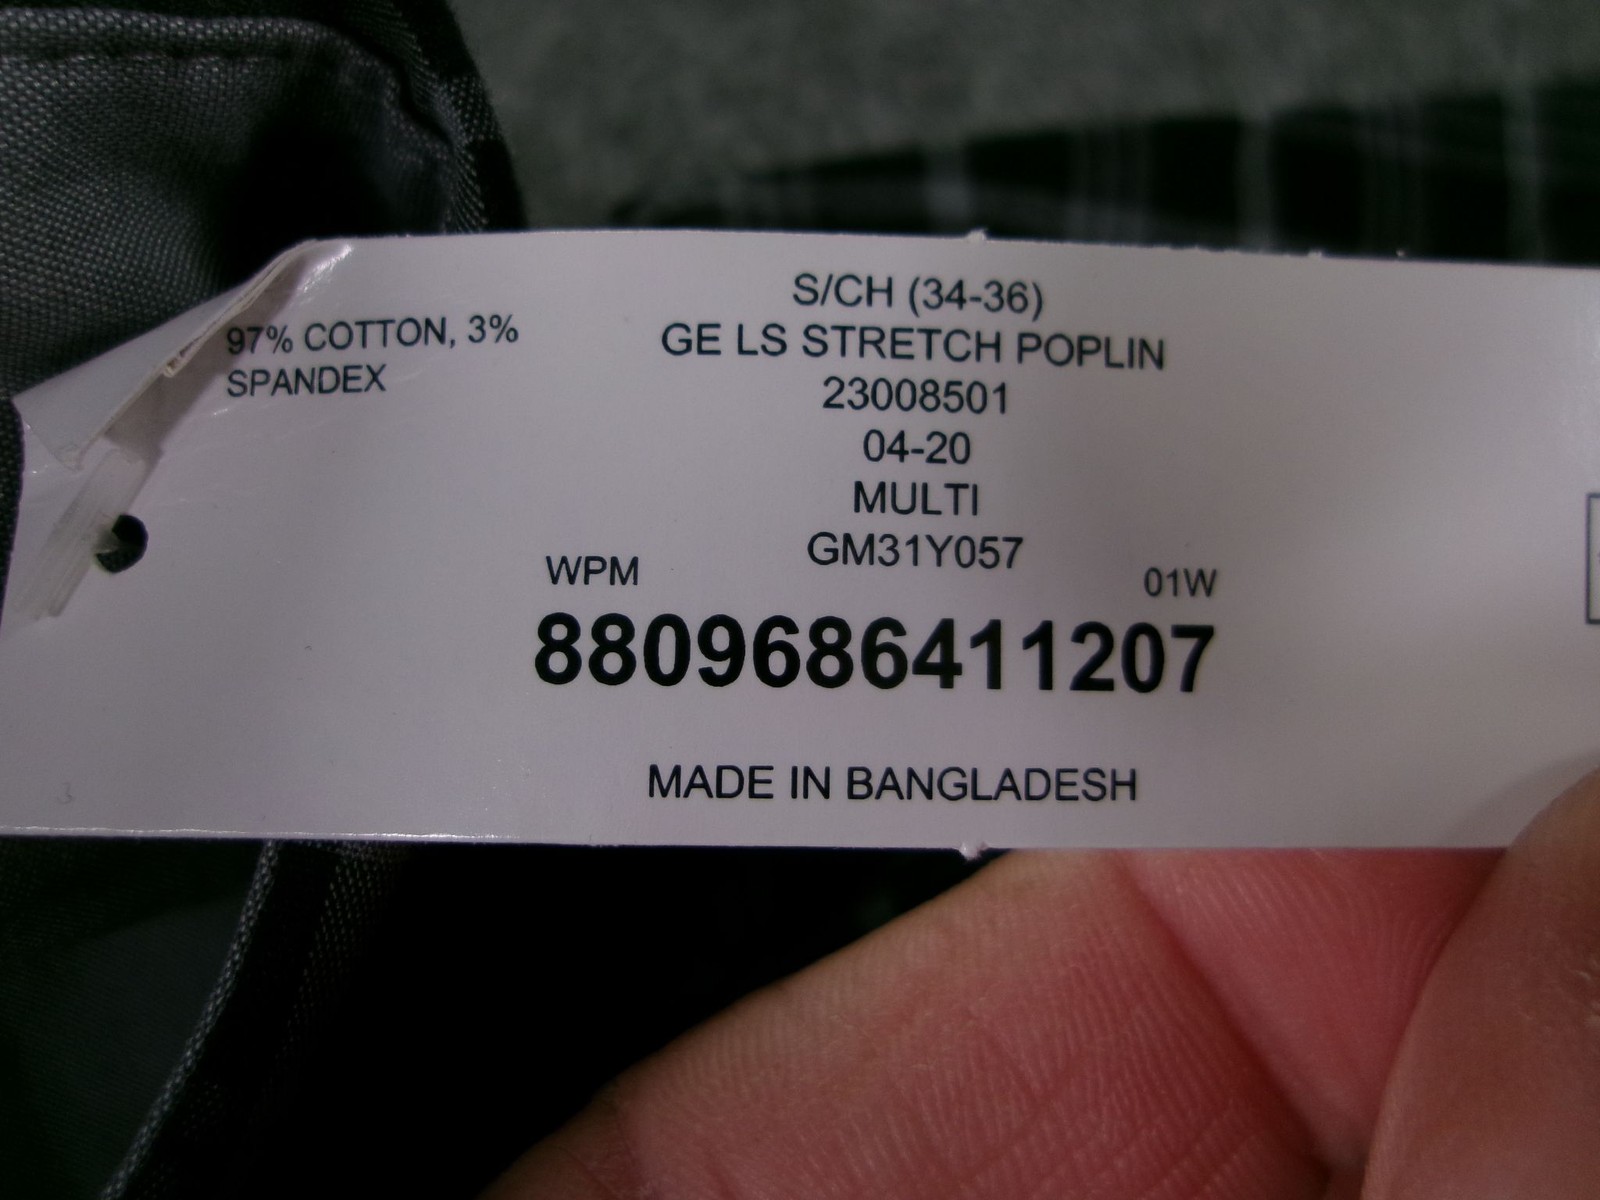 S/CH (34-36)
97% COTTON, 3%
SPANDEX
GE LS STRETCH POPLIN
23008501
04-20
MULTI
GM31Y057
WPM
01W
8809686411207
MADE IN BANGLADESH